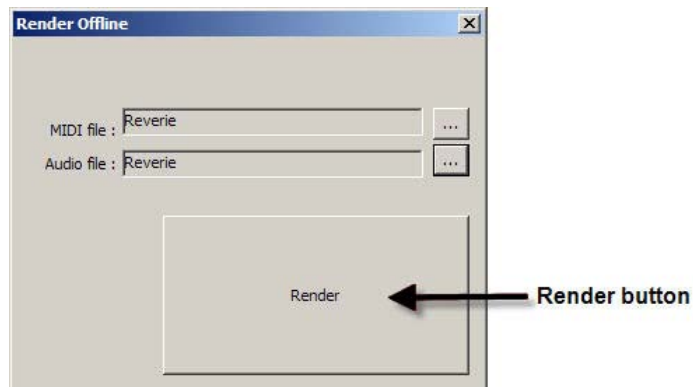 Render Offline
MIDI file : Reverie ...
Audio file : Reverie ...
Render
Render button